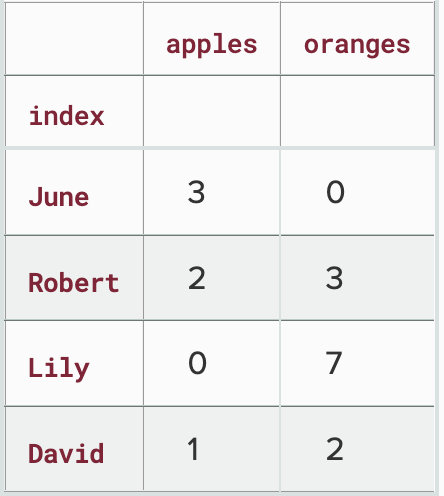 apples oranges
index
June 3 0
Robert 2 3
Lily 0 7
David 1 2